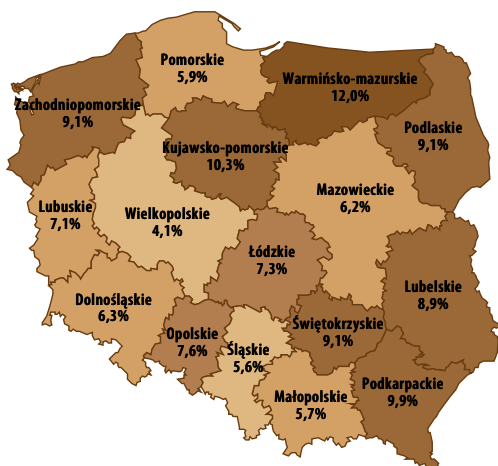 Pomorskie
5,9%
Warmińsko-mazurskie
12,0%
Zachodniopomorskie
9,1%
Podlaskie
9,1%
Kujawsko-pomorskie
10,3%
Mazowieckie
6,2%
Lubuskie
7,1%
Wielkopolskie
4,1%
Łódzkie
7,3%
Lubelskie
8,9%
Dolnośląskie
6,3%
Opolskie
7,6%
Świętokrzyskie
9,1%
Śląskie
5,6%
Podkarpackie
9,9%
Małopolskie
5,7%